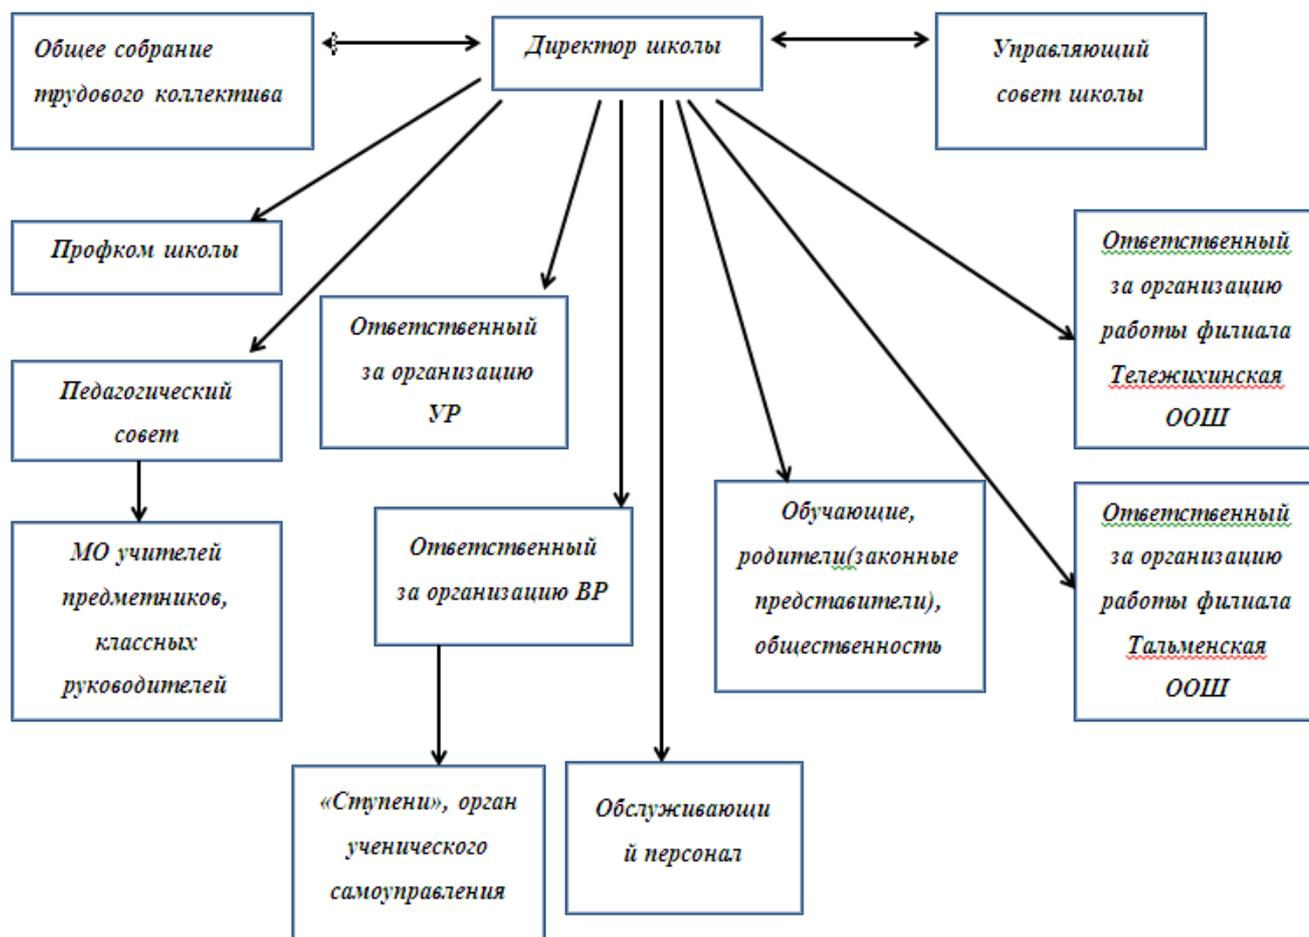 Общее собрание
трудового коллектива
Директор школы
Управляющий
совет школы
Профком школы
Ответственный
за организацию
УР
Ответственный
за организацию
работы филиала
Тележихинская
ООШ
Педагогический
совет
МО учителей
предметников,
классных
руководителей
Ответственный
за организацию ВР
Обучающие,
родители(законные
представители),
общественность
Ответственный
за организацию
работы филиала
Тальменская
ООШ
«Ступени», орган
ученического
самоуправления
Обслуживающи
й персонал